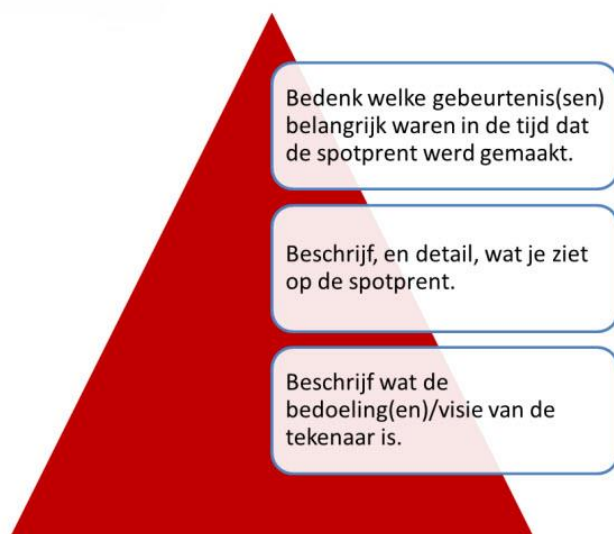 Bedenk welke gebeurtenis(sen)
belangrijk waren in de tijd dat
de spotprent werd gemaakt.
Beschrijf, en detail, wat je ziet
op de spotprent.
Beschrijf wat de
bedoeling(en)/visie van de
tekenaar is.